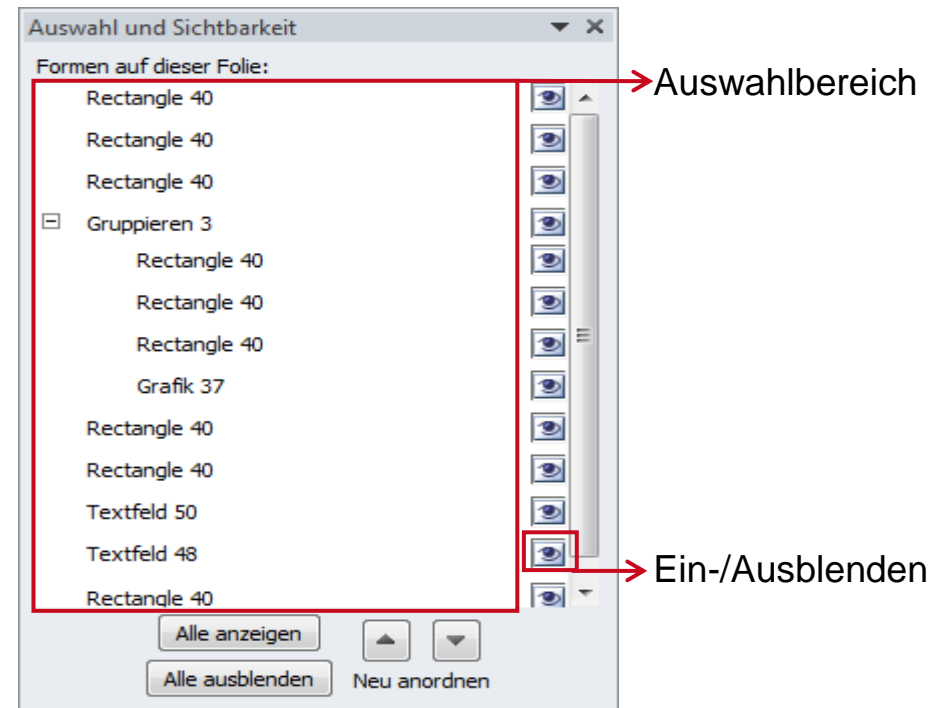 Auswahl und Sichtbarkeit
Formen auf dieser Folie:
Auswahlbereich
Rectangle 40
Rectangle 40
Rectangle 40
Gruppieren 3
Rectangle 40
Rectangle 40
Rectangle 40
Grafik 37
Rectangle 40
Rectangle 40
Textfeld 50
Textfeld 48
Ein-/Ausblenden
Rectangle 40
Alle anzeigen
Alle ausblenden
Neu anordnen